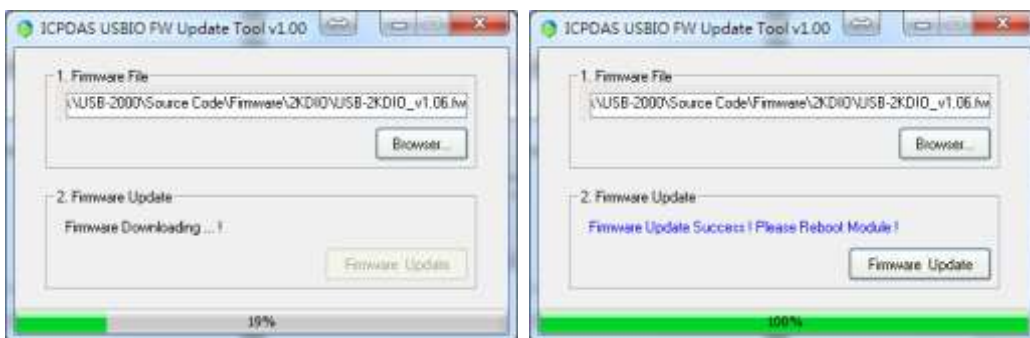 ICPDAS USBIO FW Update Tool v1.00
1. Firmware File
\USB-2000\Source Code\Firmware\2KDIO\USB-2KDIO_v1.06.fw
Browser...
2. Firmware Update
Firmware Downloading ... !
Firmware Update
19%
ICPDAS USBIO FW Update Tool v1.00
1. Firmware File
\USB-2000\Source Code\Firmware\2KDIO\USB-2KDIO_v1.06.fw
Browser...
2. Firmware Update
Firmware Update Success ! Please Reboot Module !
Firmware Update
100%